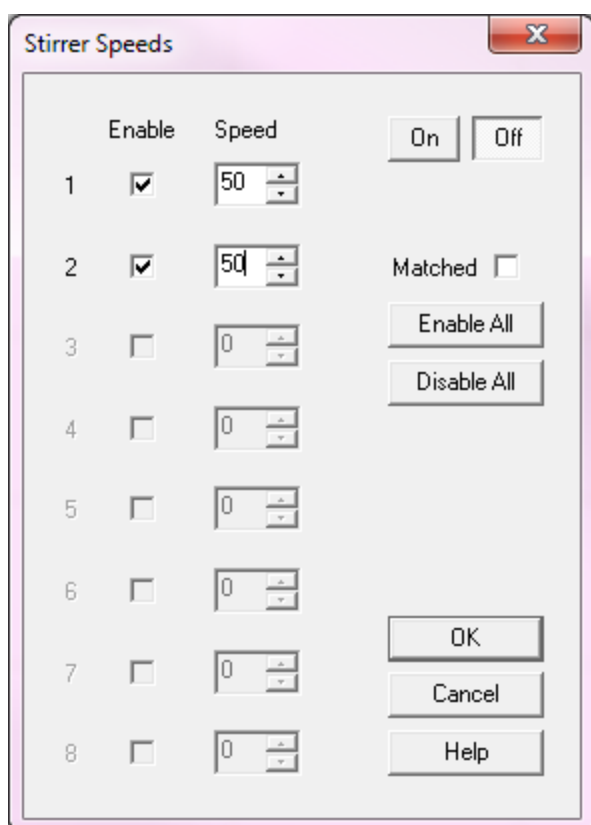 Stirrer Speeds
Enable Speed
On Off
1 50
2 50
Matched
Enable All
3 0
Disable All
4 0
5 0
6 0
OK
7 0
Cancel
8 0
Help